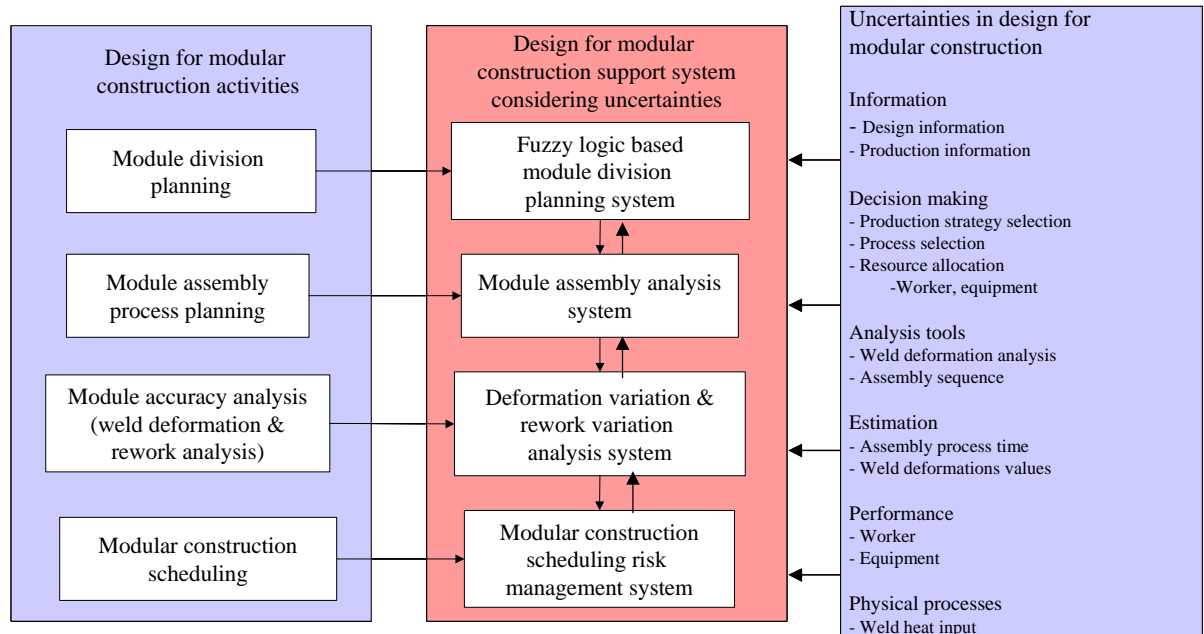 Design for modular
construction activities
Module division
planning
Module assembly
process planning
Module accuracy analysis
(weld deformation &
rework analysis)
Modular construction
scheduling
Design for modular
construction support system
considering uncertainties
Fuzzy logic based
module division
planning system
Module assembly analysis
system
Deformation variation &
rework variation
analysis system
Modular construction
scheduling risk
management system
Uncertainties in design for
modular construction
Information
- Design information
- Production information
Decision making
- Production strategy selection
- Process selection
- Resource allocation
-Worker, equipment
Analysis tools
- Weld deformation analysis
- Assembly sequence
Estimation
- Assembly process time
- Weld deformations values
Performance
- Worker
- Equipment
Physical processes
- Weld heat input